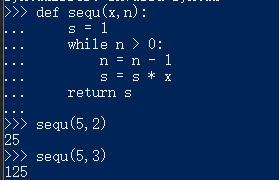 >>> def sequ(x,n):
...     s = 1
...     while n > 0:
...         n = n - 1
...         s = s * x
...     return s
...
>>> sequ(5,2)
25
>>> sequ(5,3)
125